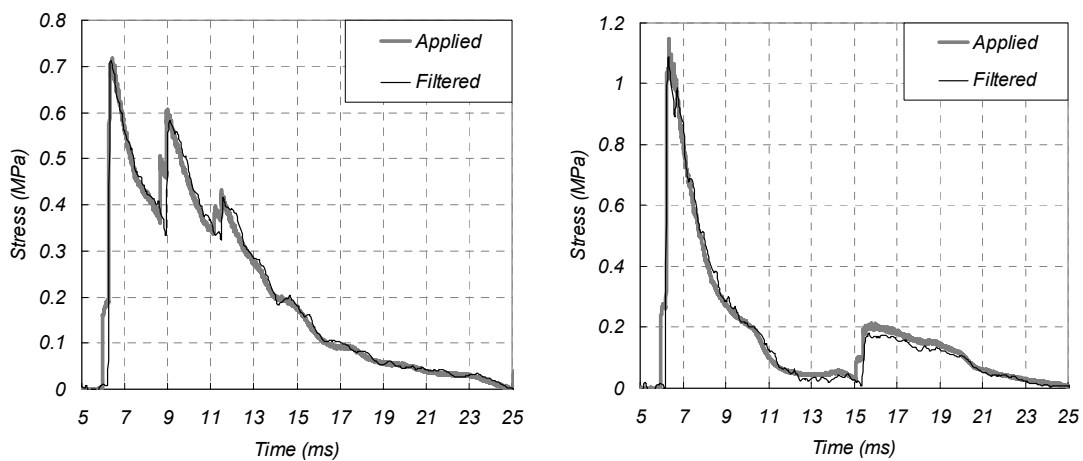 0.8
0.7
0.6
0.5
0.4
0.3
0.2
0.1
0
Stress (MPa)
Applied
Filtered
5 7 9 11 13 15 17 19 21 23 25
Time (ms)
1.2
1
0.8
0.6
0.4
0.2
0
Stress (MPa)
Applied
Filtered
5 7 9 11 13 15 17 19 21 23 25
Time (ms)